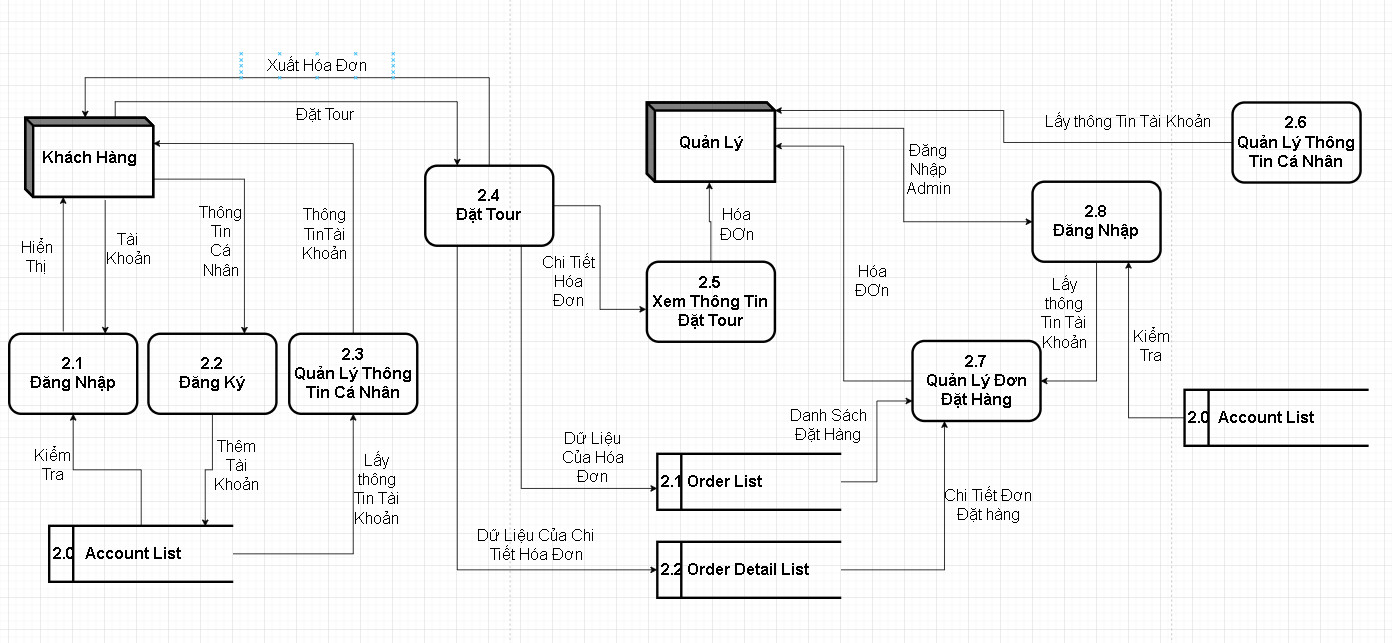 Xuất Hóa Đơn
Đặt Tour
Khách Hàng
Hiển
Thị
Tài
Khoản
Thông
Tin
Cá
Nhân
Thông
TinTài
Khoản
2.1
Đăng Nhập
2.2
Đăng Ký
2.3
Quản Lý Thông
Tin Cá Nhân
Kiểm
Tra
Thêm
Tài
Khoản
Lấy
thông
Tin Tài
Khoản
2.0
Account List
2.4
Đặt Tour
Chi Tiết
Hóa
Đơn
Dữ Liệu
Của Hóa
Đơn
Dữ Liệu Của Chi
Tiết Hóa Đơn
Quản Lý
Hóa
ĐƠn
2.5
Xem Thông Tin
Đặt Tour
Hóa
ĐƠn
Đăng
Nhập
Admin
Lấy thông Tin Tài Khoản
2.6
Quản Lý Thông
Tin Cá Nhân
2.8
Đăng Nhập
Lấy
thông
Tin Tài
Khoản
Kiểm
Tra
2.7
Quản Lý Đơn
Đặt Hàng
2.0
Account List
Danh Sách
Đặt Hàng
2.1
Order List
Chi Tiết Đơn
Đặt hàng
2.2
Order Detail List